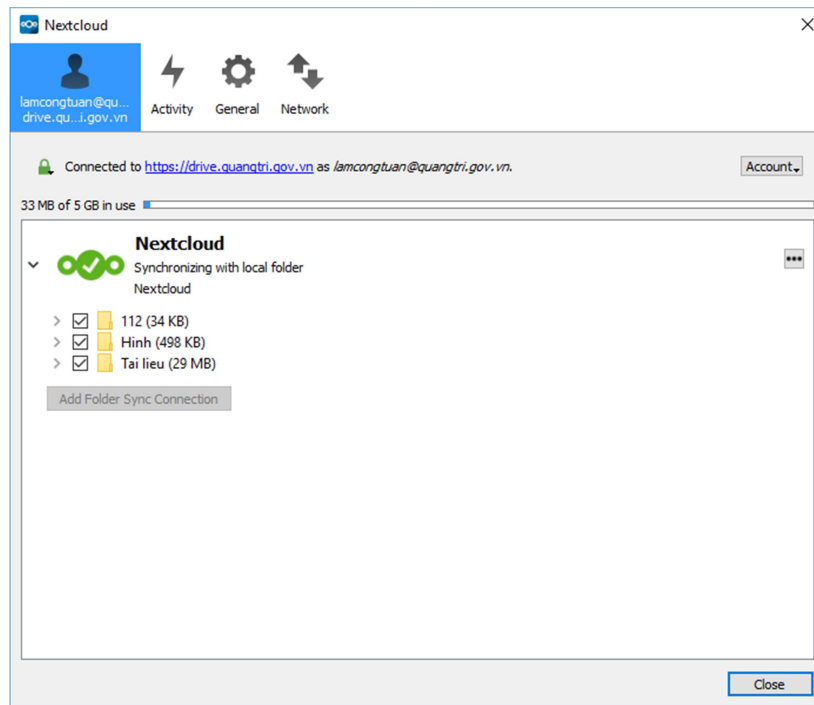 Nextcloud
lamcongtuan@qu...
drive.qu...i.gov.vn
Activity
General
Network
Connected to https://drive.quangtri.gov.vn as lamcongtuan@quangtri.gov.vn.
Account
33 MB of 5 GB in use
Nextcloud
Synchronizing with local folder
Nextcloud
112 (34 KB)
Hinh (498 KB)
Tai lieu (29 MB)
Add Folder Sync Connection
Close